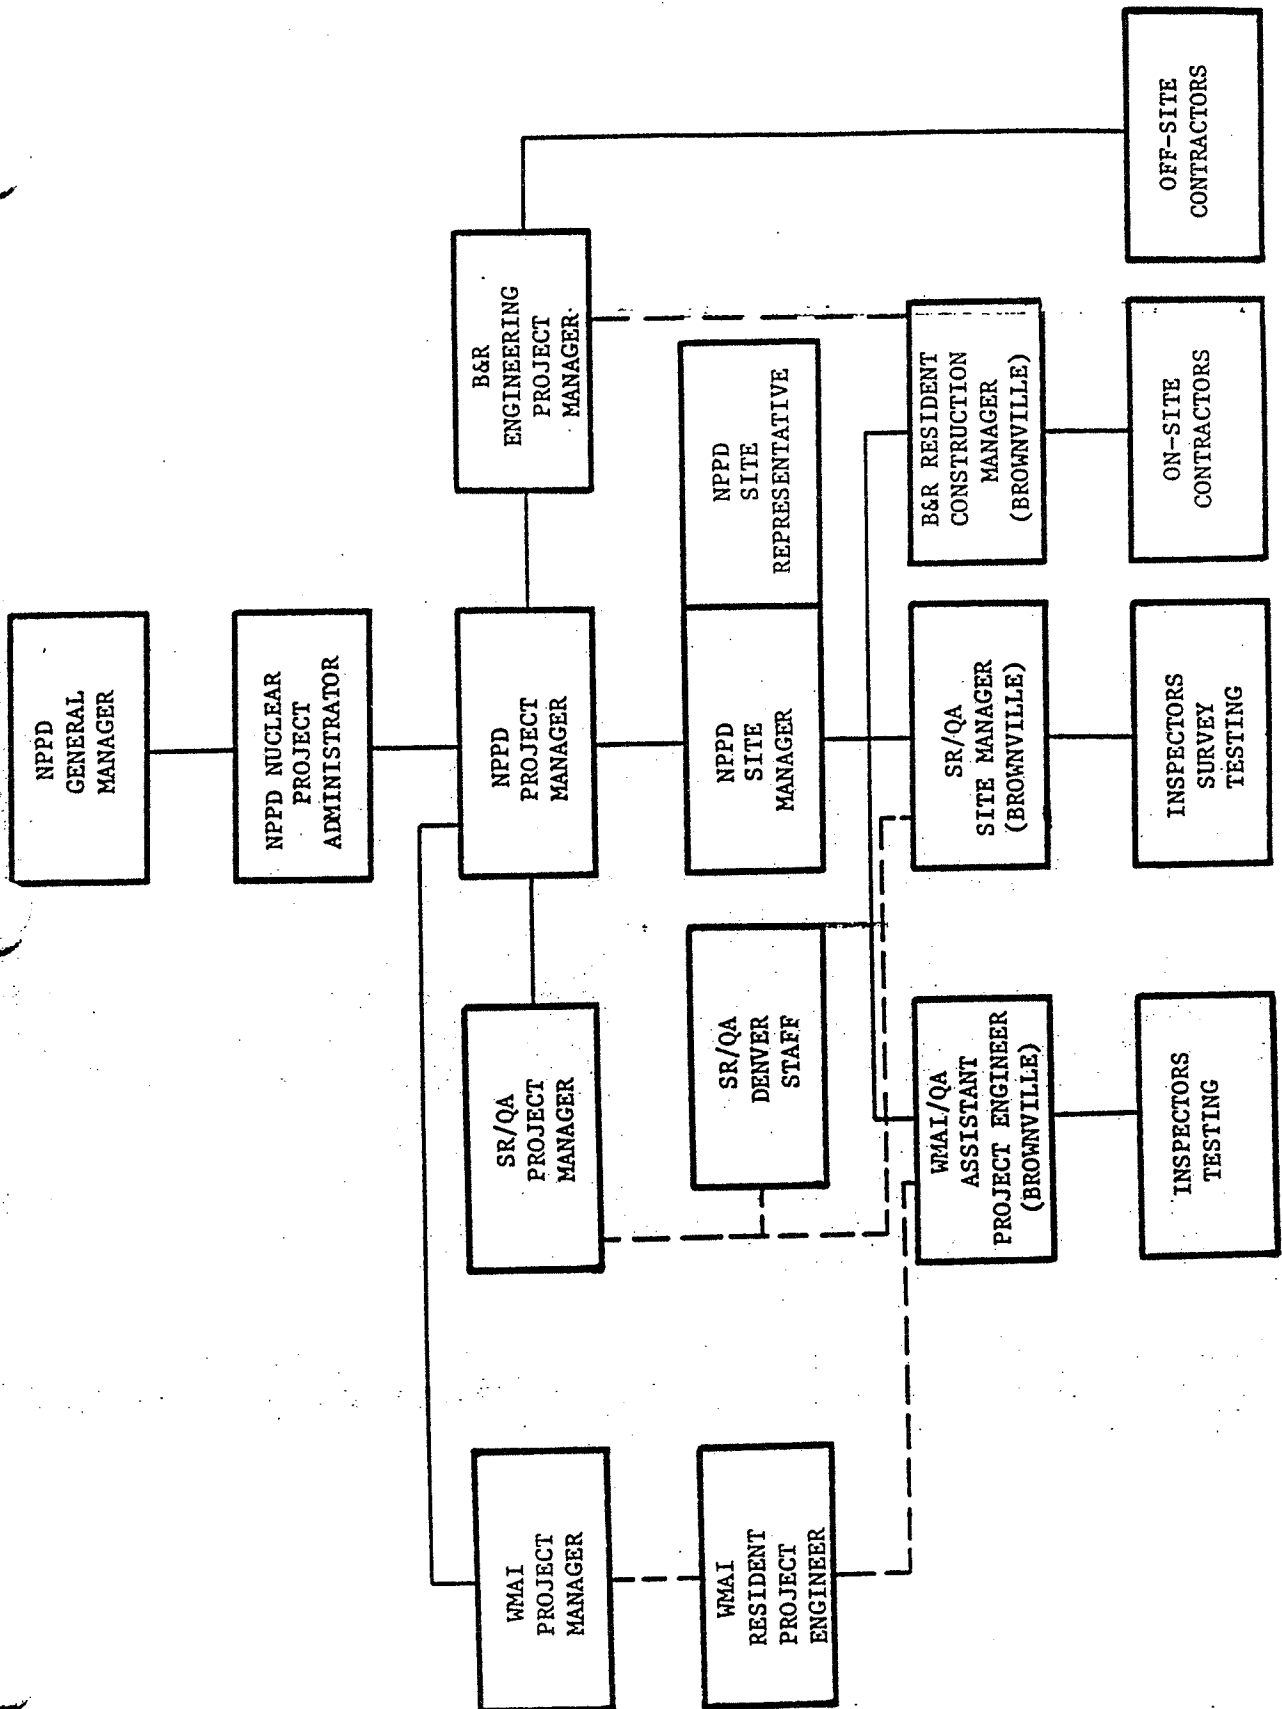 NPPD
GENERAL
MANAGER
NPPD NUCLEAR
PROJECT
ADMINISTRATOR
WMAI
PROJECT
MANAGER
SR/QA
PROJECT
MANAGER
NPPD
PROJECT
MANAGER
B&R
ENGINEERING
PROJECT
MANAGER
WMAI
RESIDENT
PROJECT
ENGINEER
SR/QA
DENVER
STAFF
NPPD
SITE
MANAGER
NPPD
SITE
REPRESENTATIVE
WMAI/QA
ASSISTANT
PROJECT ENGINEER
(BROWNVILLE)
SR/QA
SITE MANAGER
(BROWNVILLE)
B&R RESIDENT
CONSTRUCTION
MANAGER
(BROWNVILLE)
INSPECTORS
TESTING
INSPECTORS
SURVEY
TESTING
ON-SITE
CONTRACTORS
OFF-SITE
CONTRACTORS